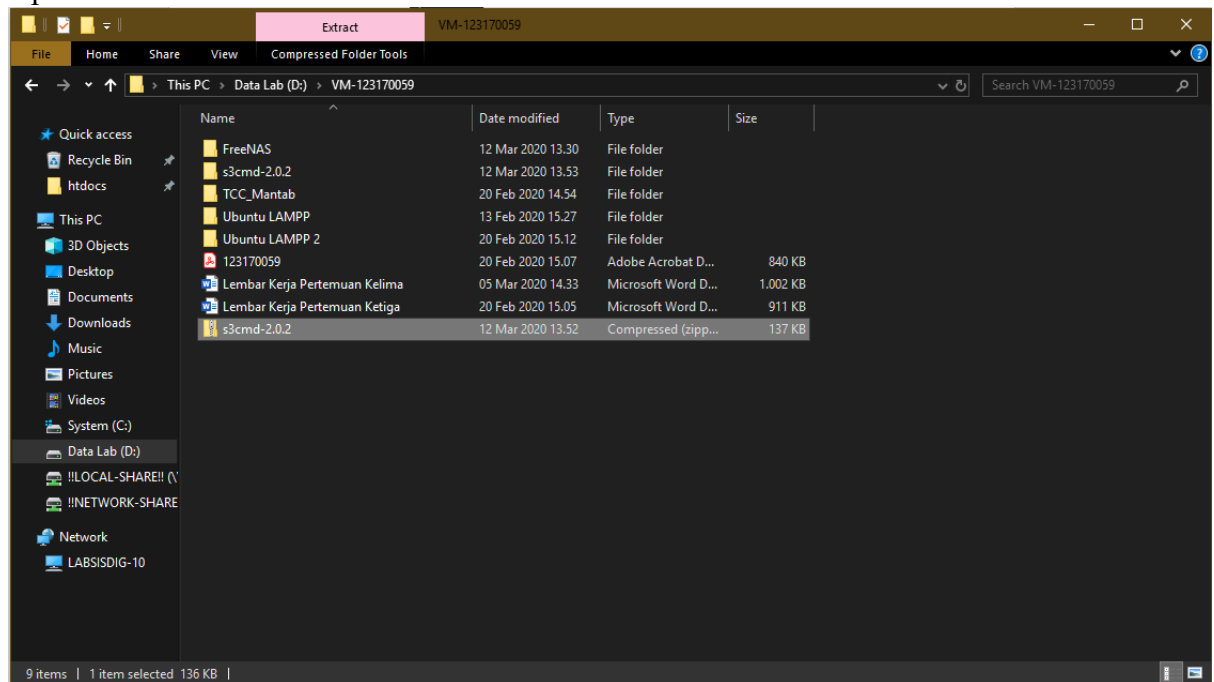 Extract VM-123170059
File Home Share View Compressed Folder Tools
This PC > Data Lab (D:) > VM-123170059 Search VM-123170059
Name Date modified Type Size
Quick access
Recycle Bin
htdocs
This PC
3D Objects
Desktop
Documents
Downloads
Music
Pictures
Videos
System (C:)
Data Lab (D:)
!!LOCAL-SHARE!! (\
!!NETWORK-SHARE
Network
LABSISDIG-10
FreeNAS 12 Mar 2020 13.30 File folder
s3cmd-2.0.2 12 Mar 2020 13.53 File folder
TCC_Mantab 20 Feb 2020 14.54 File folder
Ubuntu LAMPP 13 Feb 2020 15.27 File folder
Ubuntu LAMPP 2 20 Feb 2020 15.12 File folder
123170059 20 Feb 2020 15.07 Adobe Acrobat D... 840 KB
Lembar Kerja Pertemuan Kelima 05 Mar 2020 14.33 Microsoft Word D... 1.002 KB
Lembar Kerja Pertemuan Ketiga 20 Feb 2020 15.05 Microsoft Word D... 911 KB
s3cmd-2.0.2 12 Mar 2020 13.52 Compressed (zipp... 137 KB
9 items | 1 item selected 136 KB |